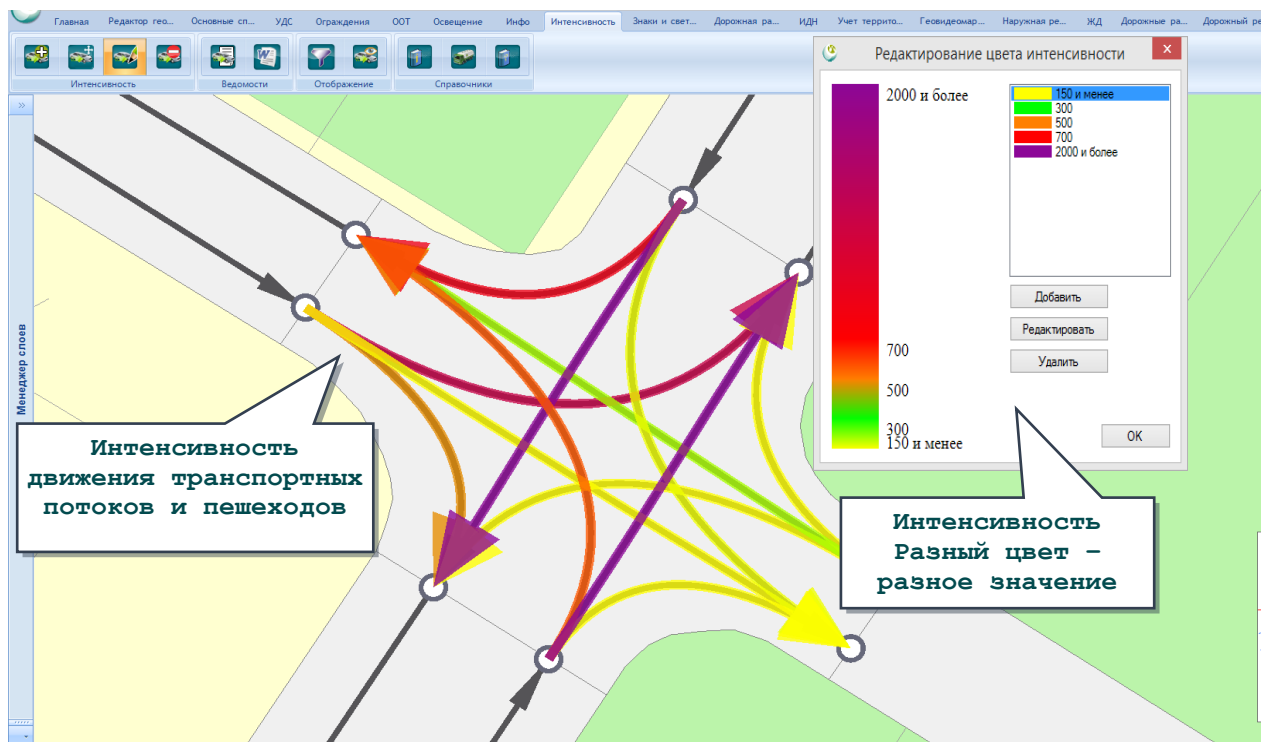 Главная Редактор гео... Основные сп... УДС Ограждения ООТ Освещение Инфо Интенсивность Знаки и свет... Дорожная ра... ИДН Учет террито... Геовидеомар... Наружная ре... ЖД Дорожные ра... Дорожный ре
Интенсивность Ведомости Отображение Справочники
Редактирование цвета интенсивности
2000 и более
700
500
300
150 и менее
150 и менее
300
500
700
2000 и более
Добавить
Редактировать
Удалить
OK
Менеджер слоев
Интенсивность
движения транспортных
потоков и пешеходов
Интенсивность
Разный цвет –
разное значение